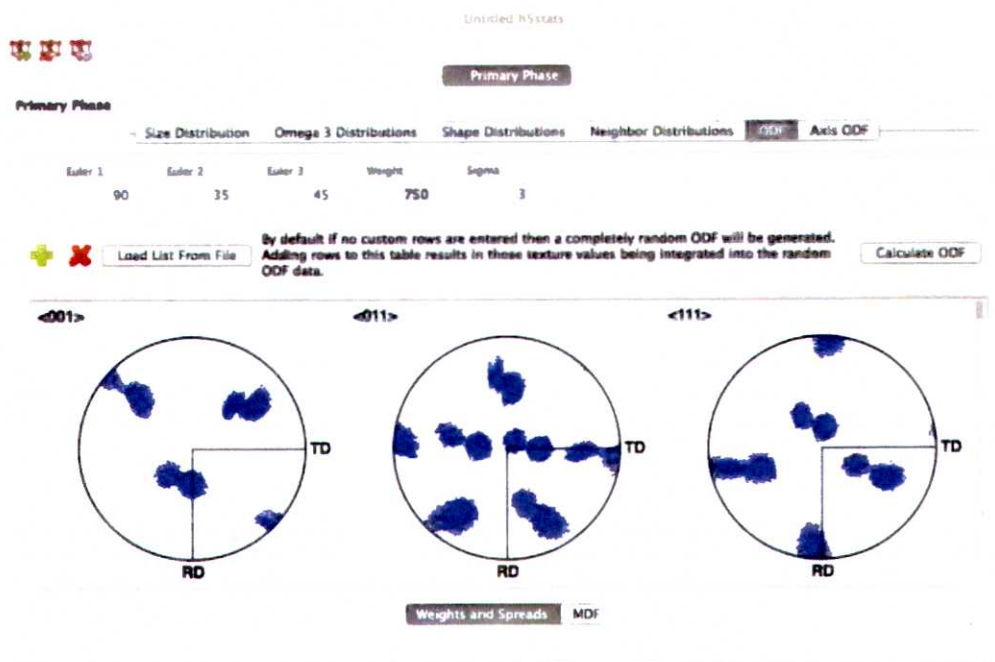 Untitled h5stats
Primary Phase
Primary Phase
Size Distribution Omega 3 Distributions Shape Distributions Neighbor Distributions ODF Axis ODF
Euler 1 Euler 2 Euler 3 Weight Sigma
90 35 45 750 3
Load List From File
By default if no custom rows are entered then a completely random ODF will be generated.
Adding rows to this table results in those texture values being integrated into the random
ODF data.
Calculate ODF
<001> <011> <111>
TD TD TD
RD RD RD
Weights and Spreads MDF